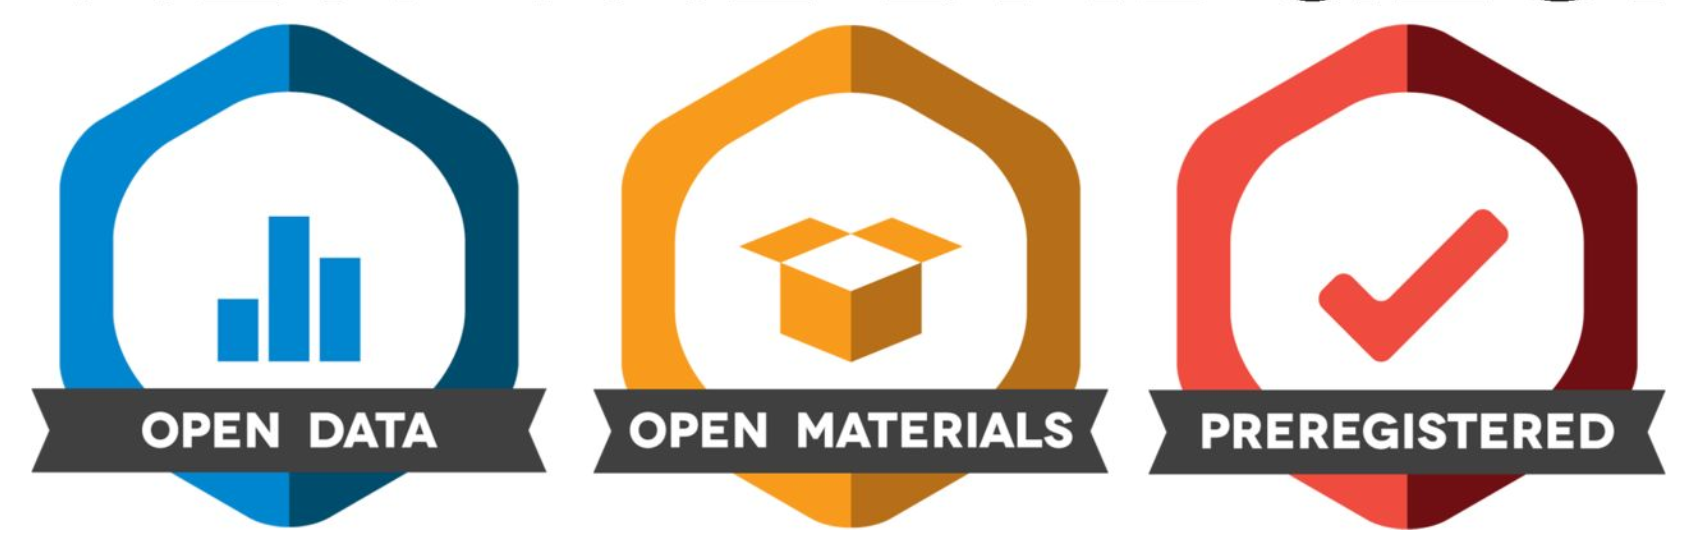 OPEN DATA
OPEN MATERIALS
PREREGISTERED